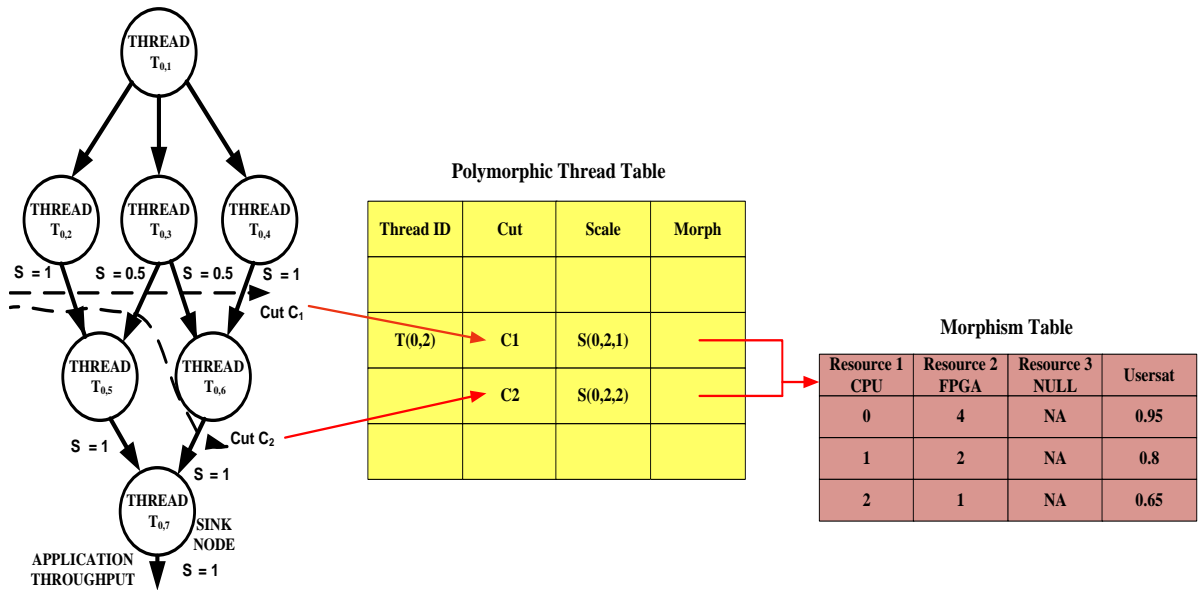 THREAD
T0,1
THREAD
T0,2
THREAD
T0,3
THREAD
T0,4
S = 1
S = 0.5
S = 0.5
S = 1
Cut C1
THREAD
T0,5
THREAD
T0,6
Cut C2
S = 1
S = 1
THREAD
T0,7
SINK
NODE
APPLICATION
THROUGHPUT
S = 1
Polymorphic Thread Table
Thread ID Cut Scale Morph
T(0,2) C1 S(0,2,1)
C2 S(0,2,2)
Morphism Table
Resource 1 CPU Resource 2 FPGA Resource 3 NULL Usersat
0 4 NA 0.95
1 2 NA 0.8
2 1 NA 0.65